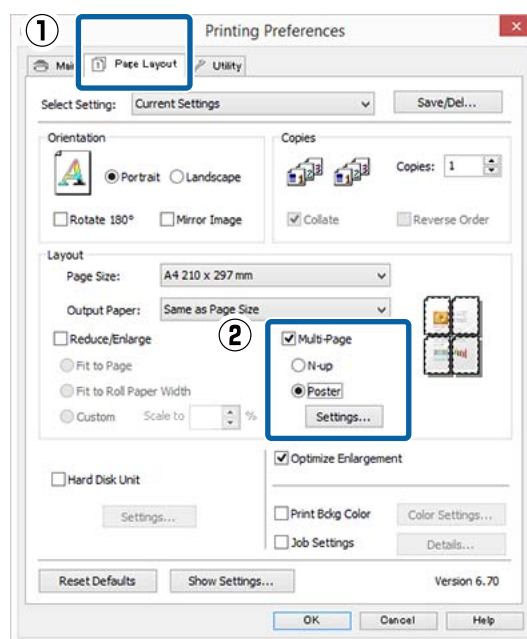 ① Printing Preferences ×
Main Page Layout Utility
Select Setting: Current Settings Save/Del...
Orientation Copies
Portrait Landscape Copies: 1
Rotate 180° Mirror Image Collate Reverse Order
Layout
Page Size: A4 210 x 297 mm
Output Paper: Same as Page Size
Reduce/Enlarge ② Multi-Page
Fit to Page N-up
Fit to Roll Paper Width Poster
Custom Scale to % Settings...
Optimize Enlargement
Hard Disk Unit
Settings... Print Bckg Color Color Settings...
Job Settings Details...
Reset Defaults Show Settings... Version 6.70
OK Cancel Help